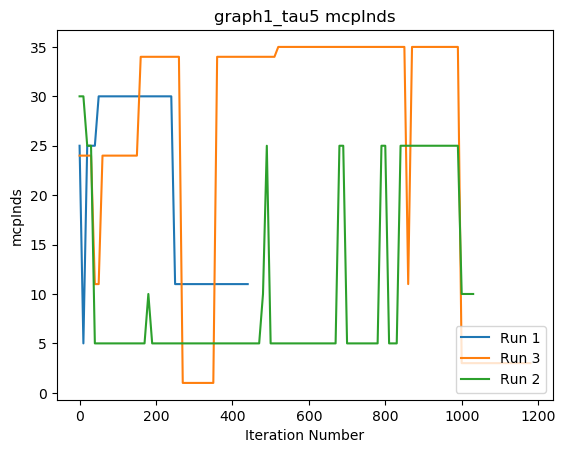 graph1_tau5 mcpInds
35
30
25
20
15
10
5
0
mcpInds
0 200 400 600 800 1000 1200
Iteration Number
Run 1
Run 3
Run 2